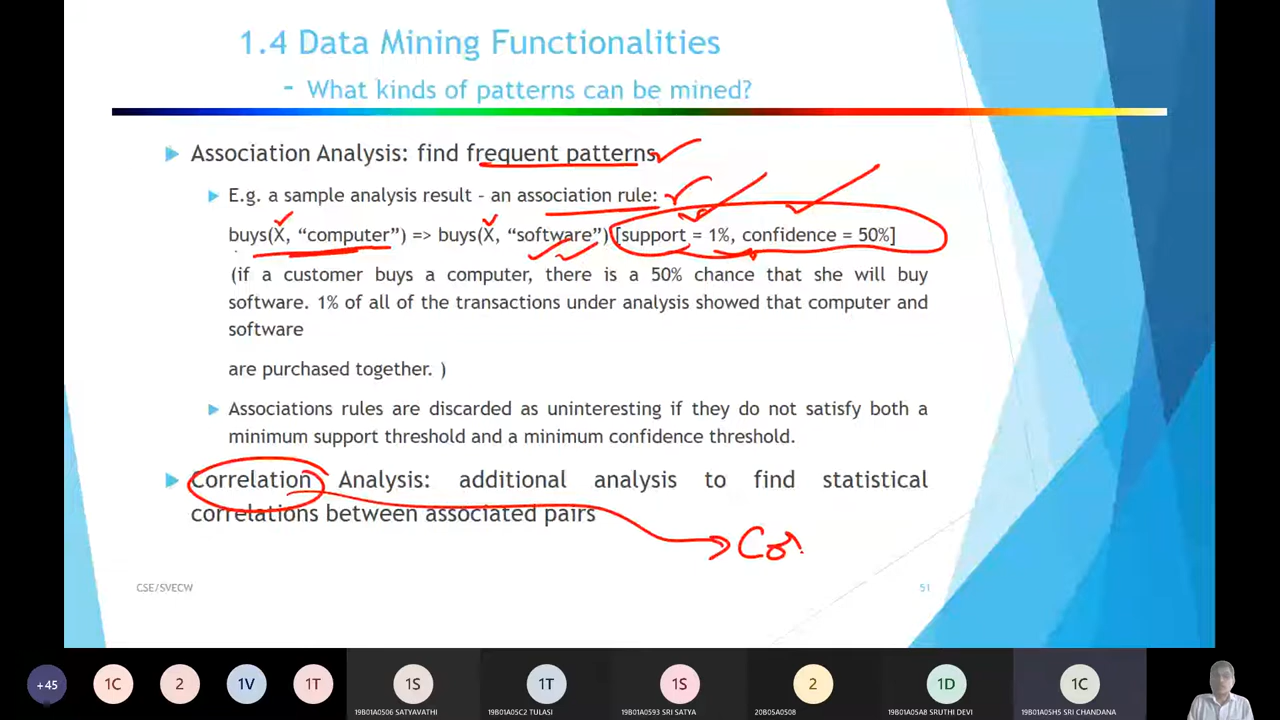 1.4 Data Mining Functionalities
- What kinds of patterns can be mined?
Association Analysis: find frequent patterns
E.g. a sample analysis result – an association rule:
buys(X, “computer”) => buys(X, “software”) [support = 1%, confidence = 50%]
(if a customer buys a computer, there is a 50% chance that she will buy
software. 1% of all of the transactions under analysis showed that computer and
software
are purchased together. )
Associations rules are discarded as uninteresting if they do not satisfy both a
minimum support threshold and a minimum confidence threshold.
Correlation Analysis: additional analysis to find statistical
correlations between associated pairs
Cor
CSE/SVECW
51
+45
1C
2
1V
1T
1S
1T
1S
2
1D
1C
19B01A0506 SATYAVATHI
19B01A05C2 TULASI
19B01A0593 SRI SATYA
20B05A0508
19B01A05A8 SRUTHI DEVI
19B01A05H5 SRI CHANDANA